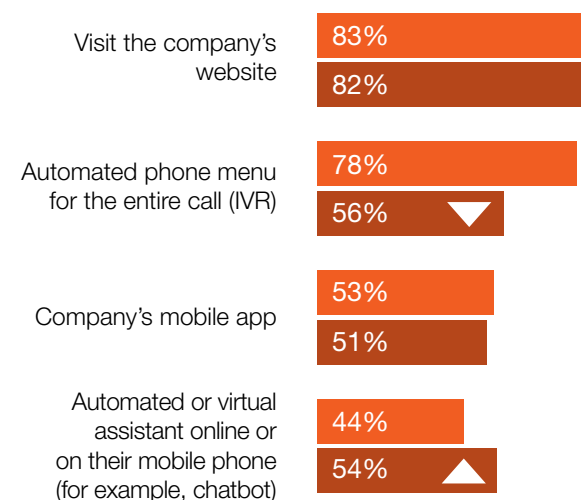 Visit the company's
website
83%
82%
Automated phone menu
for the entire call (IVR)
78%
56%
Company's mobile app
53%
51%
Automated or virtual
assistant online or
on their mobile phone
(for example, chatbot)
44%
54%